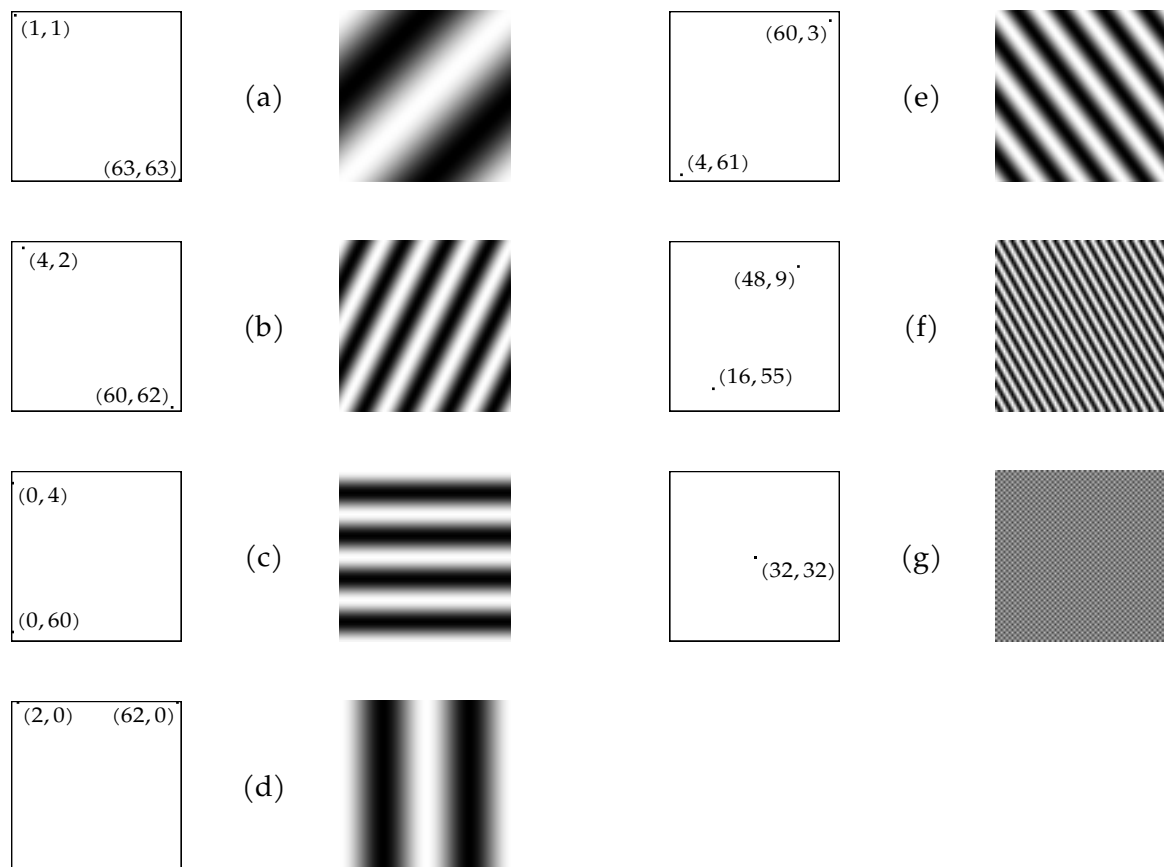 (1, 1)
(63, 63)
(a)
(4, 2)
(60, 62)
(b)
(0, 4)
(0, 60)
(c)
(2, 0) (62, 0)
(d)
(60, 3)
(4, 61)
(e)
(48, 9)
(16, 55)
(f)
(32, 32)
(g)